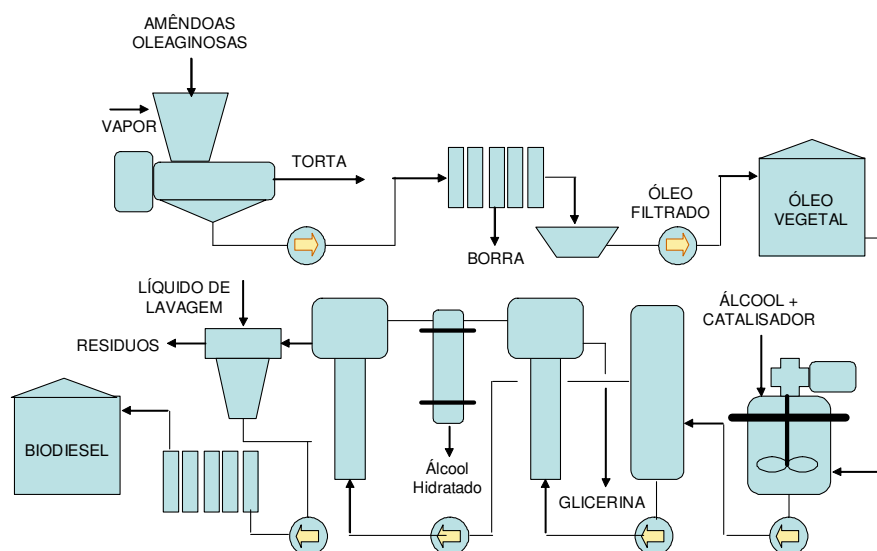 AMÊNDOAS
OLEAGINOSAS
VAPOR
TORTA
BORRA
ÓLEO
FILTRADO
ÓLEO
VEGETAL
LÍQUIDO DE
LAVAGEM
RESIDUOS
BIODIESEL
Álcool
Hidratado
GLICERINA
ÁLCOOL +
CATALISADOR